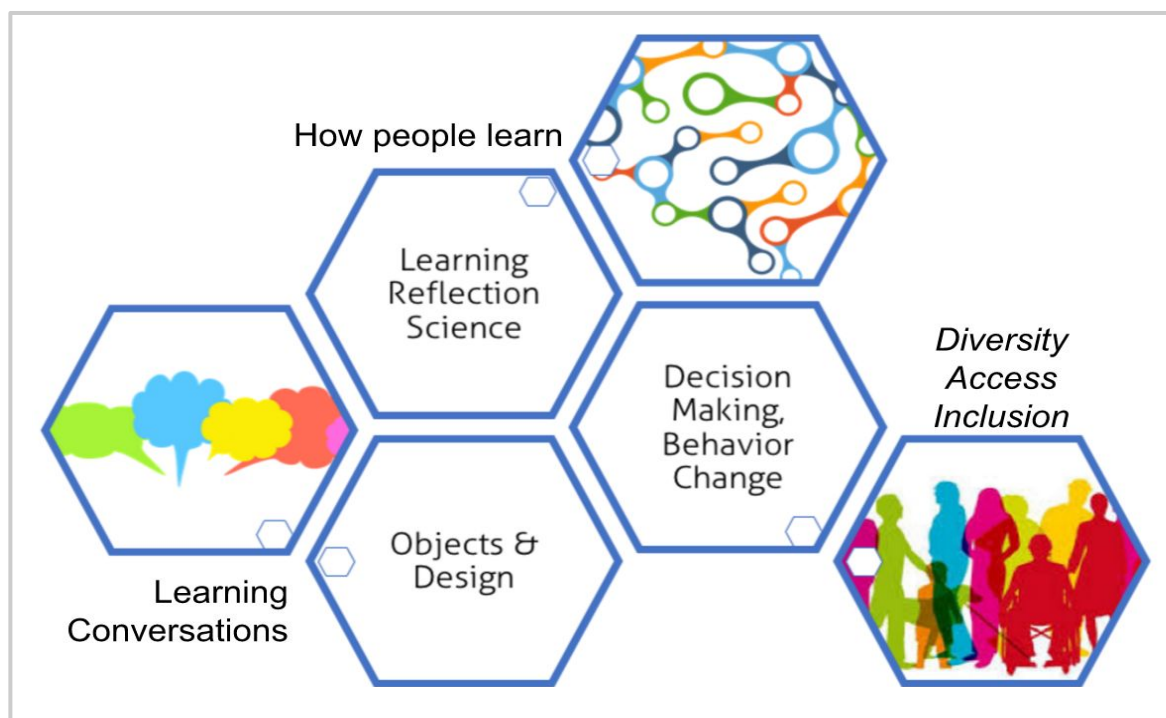 How people learn
Learning
Reflection
Science
Decision
Making,
Behavior
Change
Diversity
Access
Inclusion
Objects &
Design
Learning
Conversations